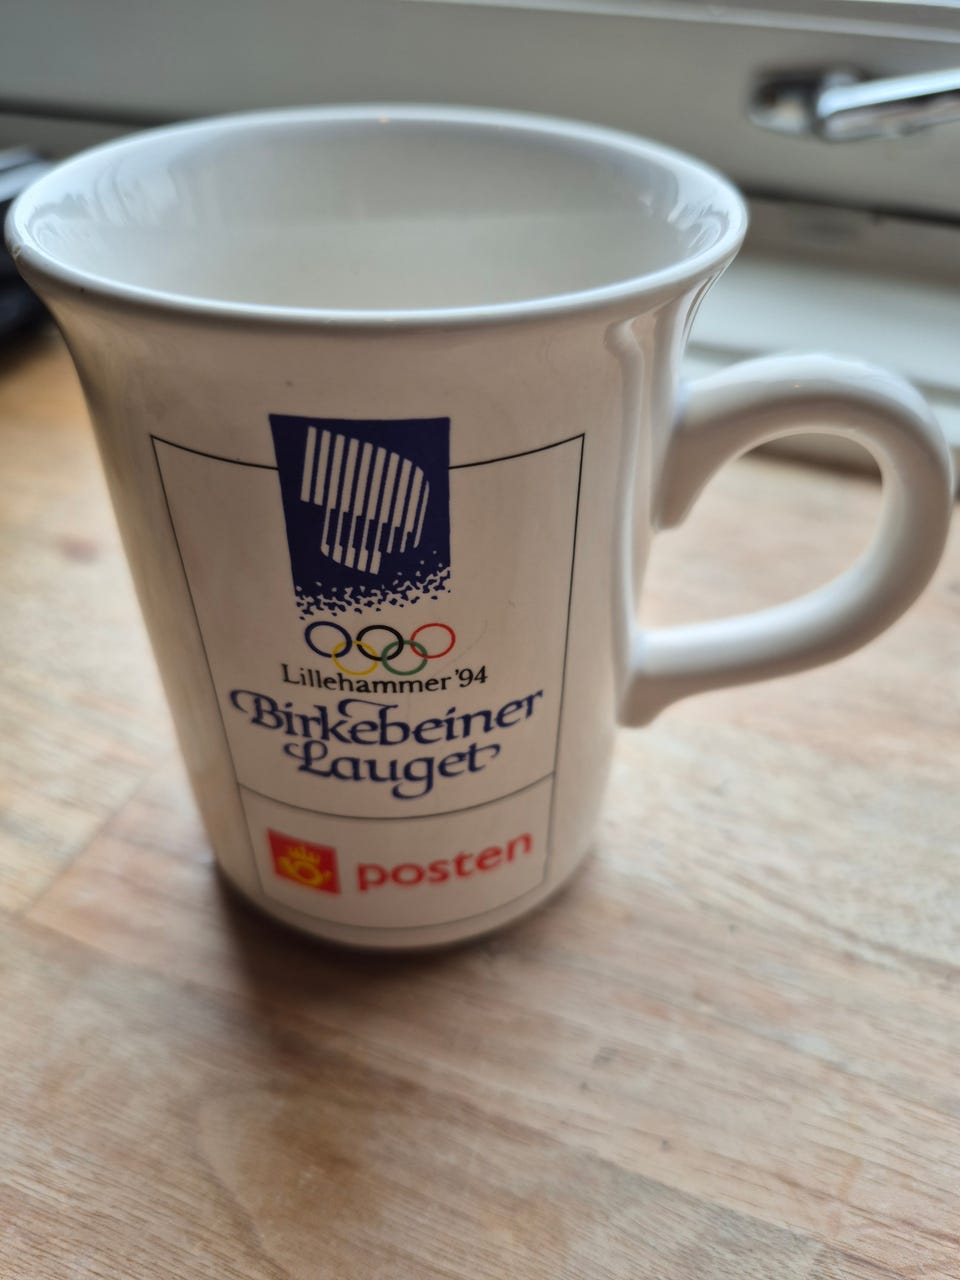 Lillehammer '94
Birkebeiner
Lauget
posten